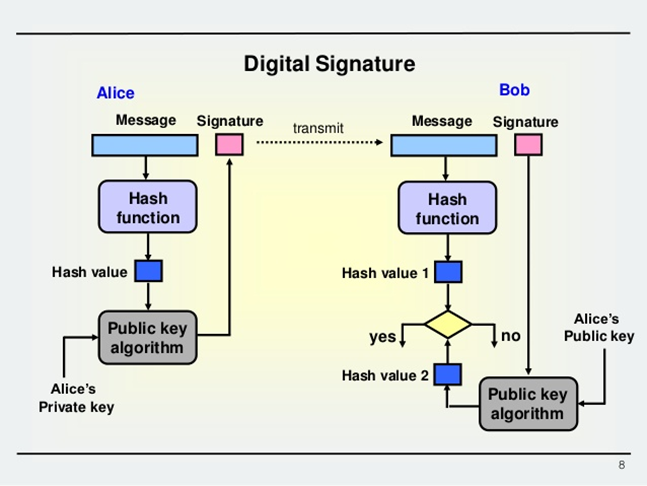 Digital Signature
Alice
Message
Signature
Hash
function
Hash value
Public key
algorithm
Alice's
Private key
transmit
Bob
Message
Signature
Hash
function
Hash value 1
yes
no
Hash value 2
Public key
algorithm
Alice's
Public key
8